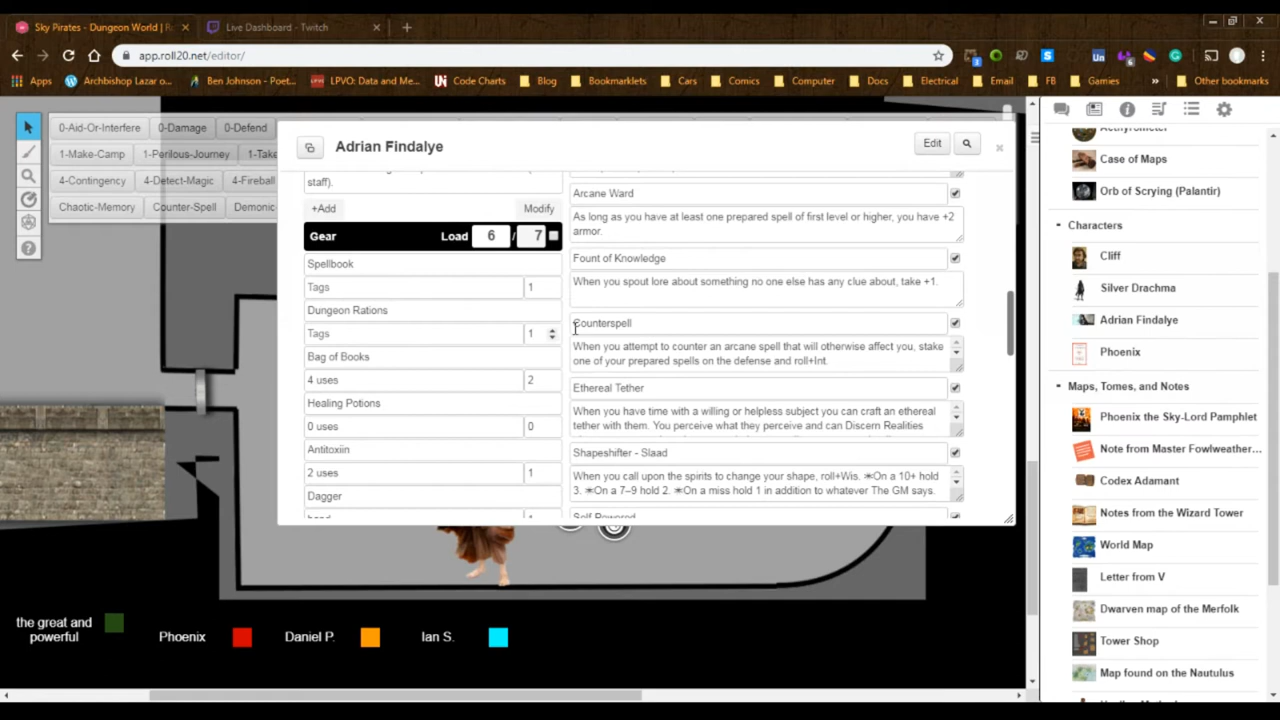 Sky Pirates - Dungeon World |
Live Dashboard - Twitch
app.roll20.net/editor/
Apps
Archbishop Lazar o...
Ben Johnson - Poet...
LPVO: Data and Me...
Code Charts
Blog
Bookmarklets
Cars
Comics
Computer
Docs
Electrical
Email
FB
Games
»
Other bookmarks
0-Aid-Or-Interfere
0-Damage
0-Defend
1-Make-Camp
1-Perilous-Journey
1-Take
4-Contingency
4-Detect-Magic
4-Fireball
Chaotic-Memory
Counter-Spell
Demonic
Adrian Findalye
Edit
staff).
+Add
Modify
Gear
Load
6
/
7
Spellbook
Tags
1
Dungeon Rations
Tags
1
Bag of Books
4 uses
2
Healing Potions
0 uses
0
Antitoxiin
2 uses
1
Dagger
Arcane Ward
As long as you have at least one prepared spell of first level or higher, you have +2
armor.
Fount of Knowledge
When you spout lore about something no one else has any clue about, take +1.
Counterspell
When you attempt to counter an arcane spell that will otherwise affect you, stake
one of your prepared spells on the defense and roll+Int.
Ethereal Tether
When you have time with a willing or helpless subject you can craft an ethereal
tether with them. You perceive what they perceive and can Discern Realities
Shapeshifter - Slaad
When you call upon the spirits to change your shape, roll+Wis. ✴On a 10+ hold
3. ✴On a 7–9 hold 2. ✴On a miss hold 1 in addition to whatever The GM says.
Self Powered
the great and
powerful
Phoenix
Daniel P.
Ian S.
Aethyrometer
Case of Maps
Orb of Scrying (Palantir)
Characters
Cliff
Silver Drachma
Adrian Findalye
Phoenix
Maps, Tomes, and Notes
Phoenix the Sky-Lord Pamphlet
Note from Master Fowlweather...
Codex Adamant
Notes from the Wizard Tower
World Map
Letter from V
Dwarven map of the Merfolk
Tower Shop
Map found on the Nautulus